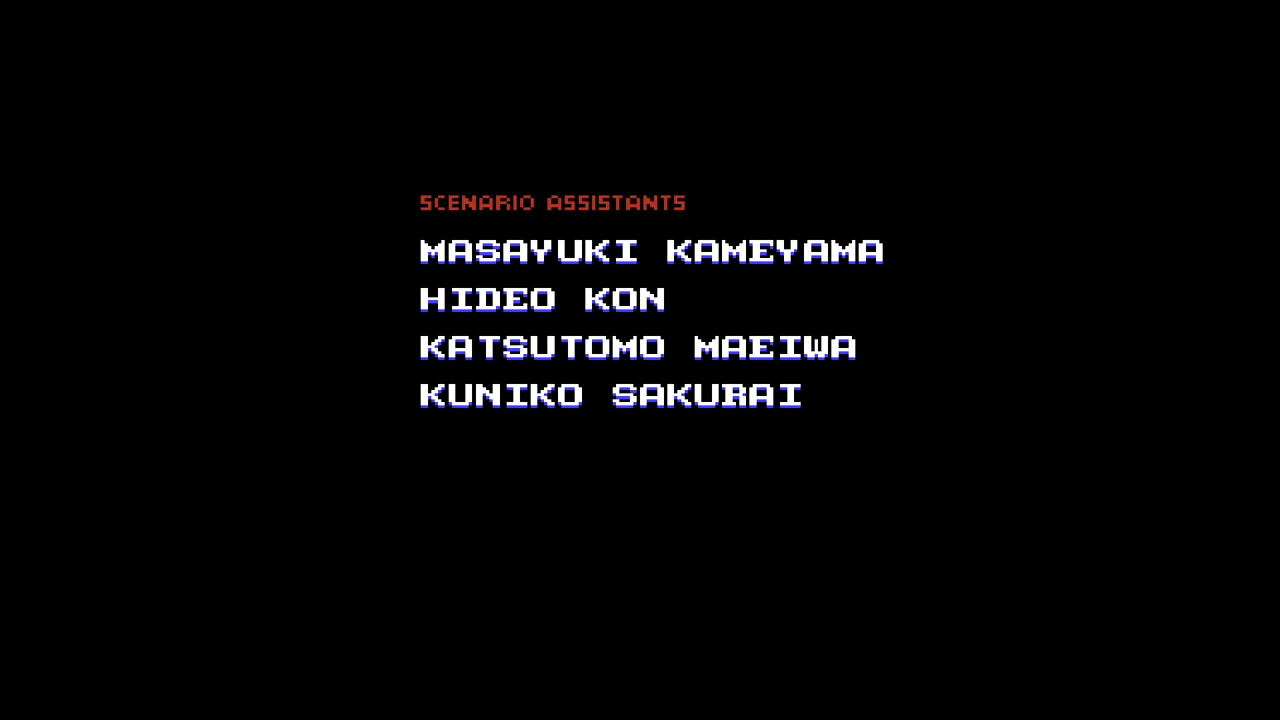 SCENARIO ASSISTANTS
MASAYUKI KAMEYAMA
HIDEO KON
KATSUTOMO MAEIWA
KUNIKO SAKURAI